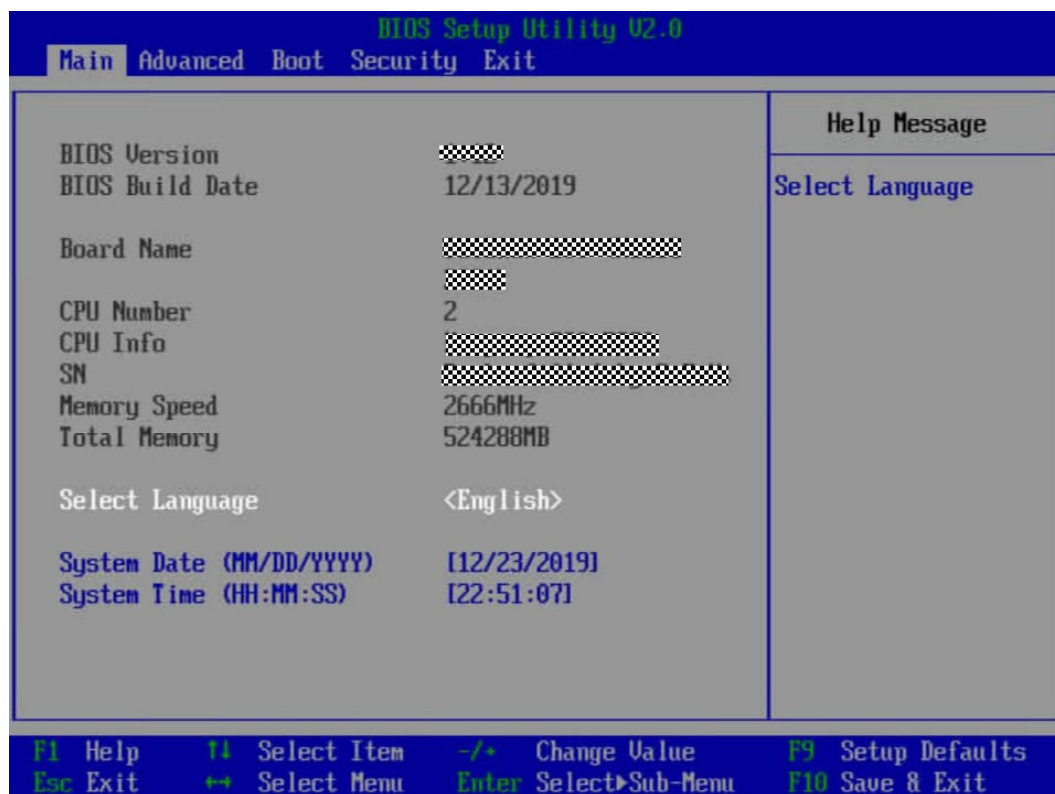 BIOS Setup Utility V2.0
Main Advanced Boot Security Exit
Help Message
Select Language
BIOS Version
BIOS Build Date 12/13/2019
Board Name
CPU Number 2
CPU Info
SN
Memory Speed 2666MHz
Total Memory 524288MB
Select Language <English>
System Date (MM/DD/YYYY) [12/23/2019]
System Time (HH:MM:SS) [22:51:07]
F1 Help ↑↓ Select Item -/+ Change Value F9 Setup Defaults
Esc Exit ↔ Select Menu Enter Select▶Sub-Menu F10 Save & Exit